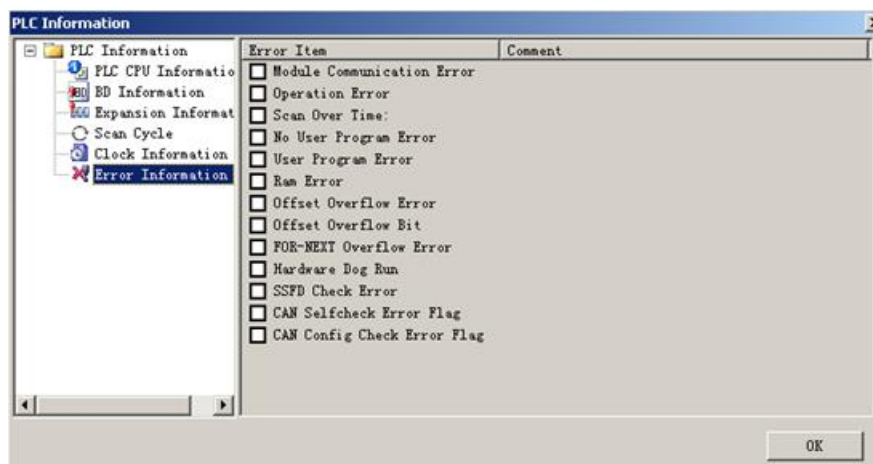 PLC Information
PLC Information
PLC CPU Informatio
BD BD Information
Expansion Informat
Scan Cycle
Clock Information
Error Information
Error Item Comment
Module Communication Error
Operation Error
Scan Over Time:
No User Program Error
User Program Error
Ram Error
Offset Overflow Error
Offset Overflow Bit
FOR-NEXT Overflow Error
Hardware Dog Run
SSFD Check Error
CAN Selfcheck Error Flag
CAN Config Check Error Flag
OK